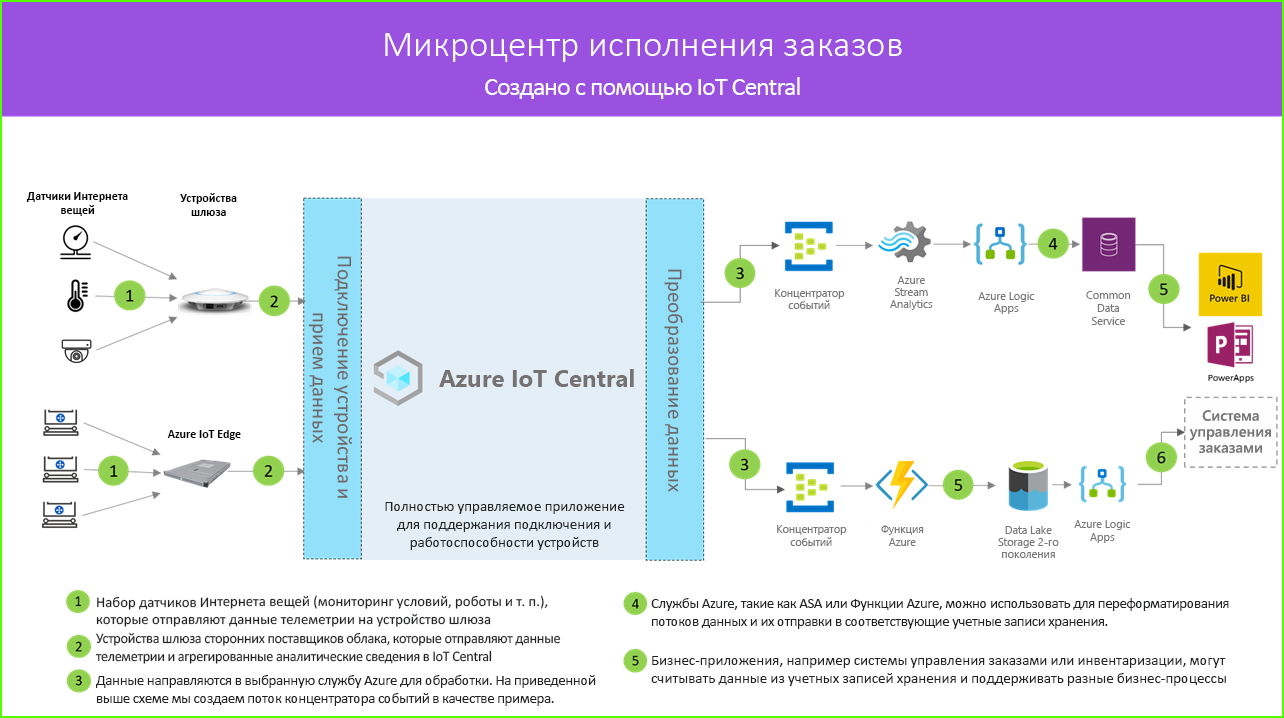 Микроцентр исполнения заказов
Создано с помощью IoT Central
Датчики Интернета
вещей
Устройства
шлюза
1
2
Azure IoT Edge
1
2
Подключение устройства и
прием данных
Azure IoT Central
Полностью управляемое приложение
для поддержания подключения и
работоспособности устройств
Преобразование данных
3
Концентратор
событий
Azure
Stream
Analytics
Azure Logic
Apps
4
Common
Data
Service
5
Power BI
P
PowerApps
3
Концентратор
событий
Функция
Azure
5
Data Lake
Storage 2-го
поколения
Azure Logic
Apps
6
Система
управления
заказами
1 Набор датчиков Интернета вещей (мониторинг условий, роботы и т. п.),
которые отправляют данные телеметрии на устройство шлюза
2 Устройства шлюза сторонних поставщиков облака, которые отправляют данные
телеметрии и агрегированные аналитические сведения в IoT Central
3 Данные направляются в выбранную службу Azure для обработки. На приведенной
выше схеме мы создаем поток концентратора событий в качестве примера.
4 Службы Azure, такие как ASA или Функции Azure, можно использовать для переформатирования
потоков данных и их отправки в соответствующие учетные записи хранения.
5 Бизнес-приложения, например системы управления заказами или инвентаризации, могут
считывать данные из учетных записей хранения и поддерживать разные бизнес-процессы